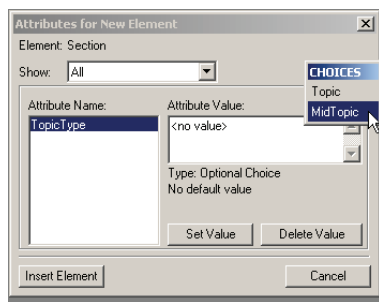 Attributes for New Element
Element: Section
Show: All
CHOICES
Topic
MidTopic
Attribute Name:
TopicType
Attribute Value:
<no value>
Type: Optional Choice
No default value
Set Value
Delete Value
Insert Element
Cancel